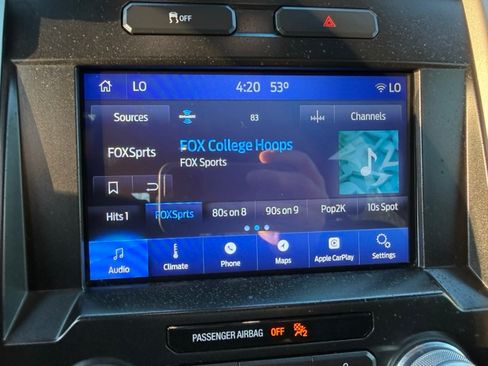 OFF
LO 4:20 53° LO
Sources 83 Channels
FOXSprts FOX College Hoops
FOX Sports
Hits 1 FOXSprts 80s on 8 90s on 9 Pop2K 10s Spot
Audio Climate Phone Maps Apple CarPlay Settings
PASSENGER AIRBAG OFF 2